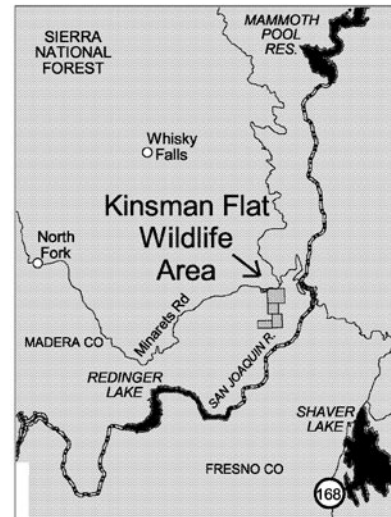 SIERRA
NATIONAL
FOREST
MAMMOTH
POOL
RES.
Whisky
Falls
Kinsman Flat
Wildlife
Area
North
Fork
Minarets Rd
MADERA CO
SAN JOAQUIN R.
REDINGER
LAKE
SHAVER
LAKE
FRESNO CO
168